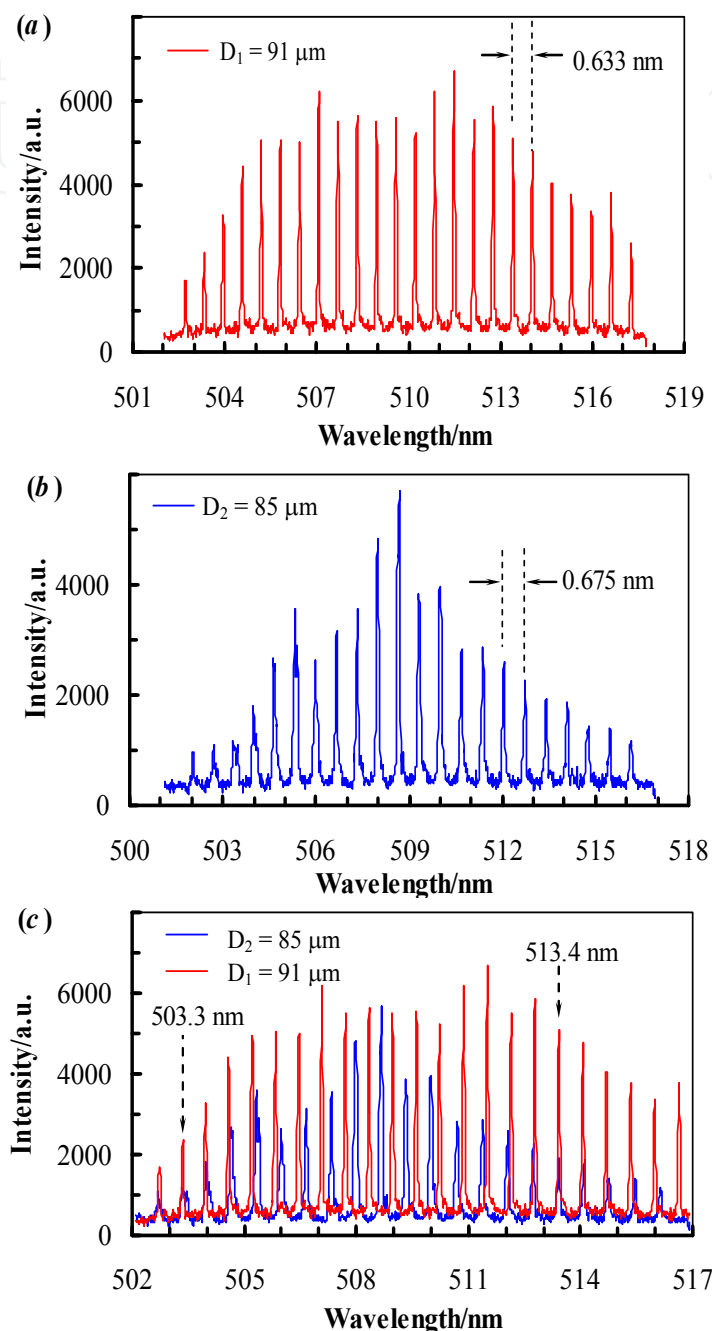 (a)
D₁ = 91 μm
0.633 nm
6000
4000
2000
0
Intensity/a.u.
501 504 507 510 513 516 519
Wavelength/nm
(b)
D₂ = 85 μm
0.675 nm
4000
2000
0
Intensity/a.u.
500 503 506 509 512 515 518
Wavelength/nm
(c)
D₂ = 85 μm
D₁ = 91 μm
513.4 nm
503.3 nm
6000
4000
2000
0
Intensity/a.u.
502 505 508 511 514 517
Wavelength/nm